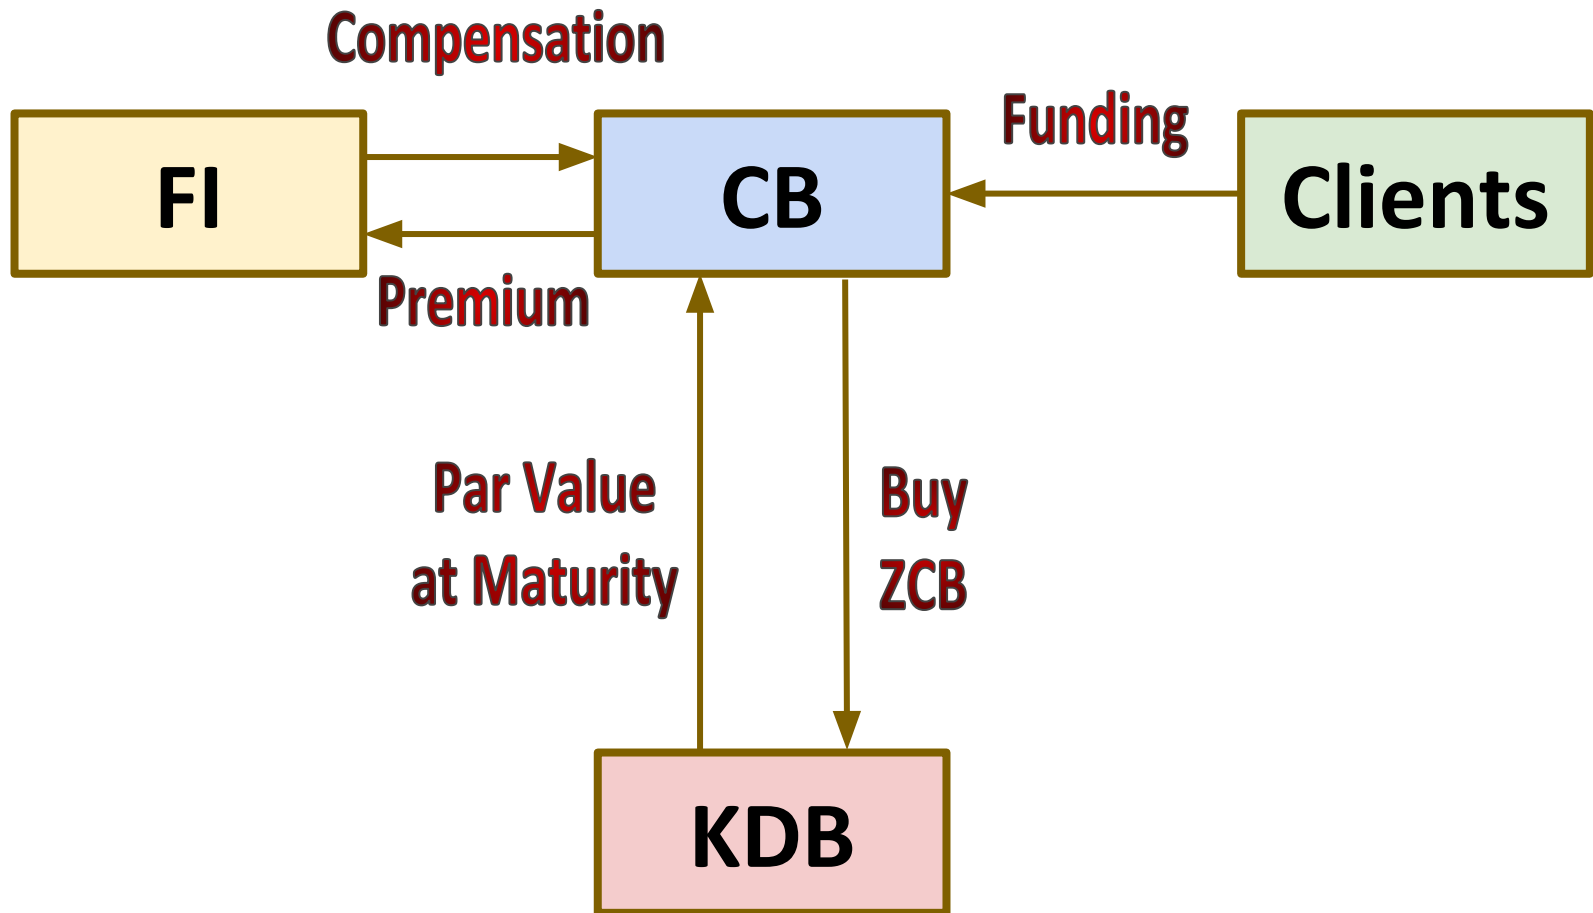 Compensation
Funding
FI
CB
Clients
Premium
Par Value
at Maturity
Buy
ZCB
KDB